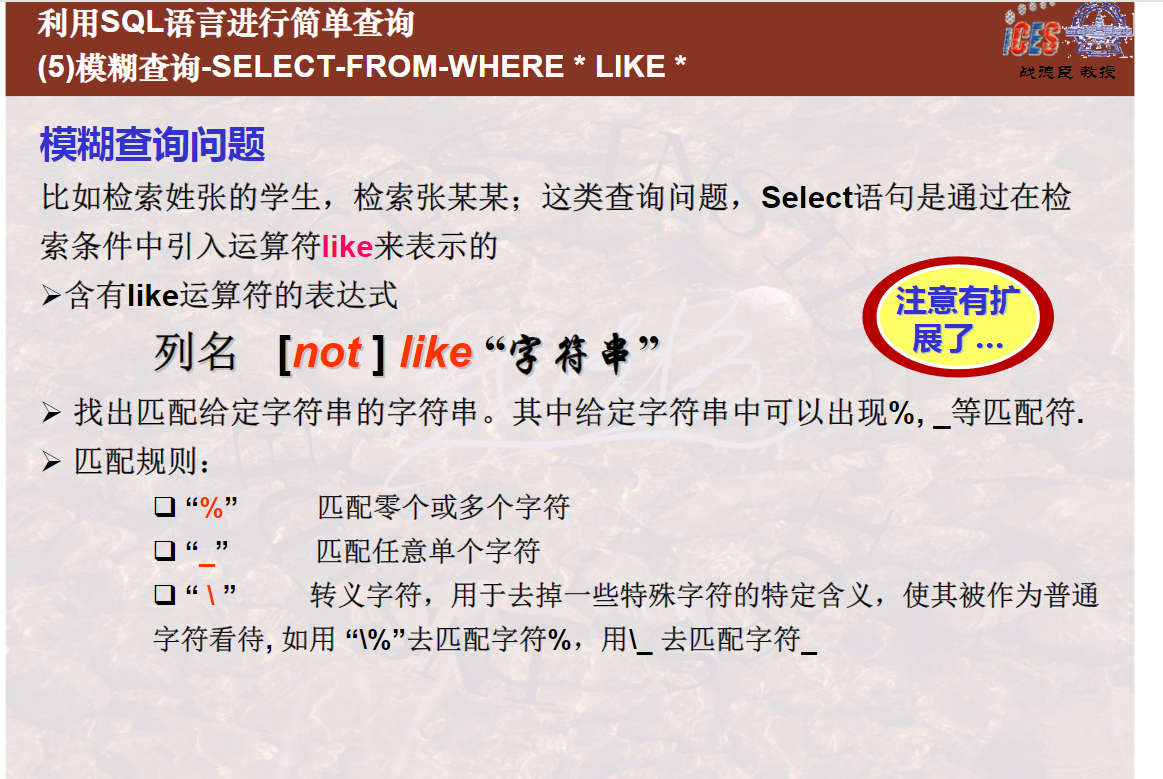 利用SQL语言进行简单查询
(5)模糊查询-SELECT-FROM-WHERE * LIKE *
iCES
战德臣 教授
模糊查询问题
比如检索姓张的学生，检索张某某；这类查询问题，Select语句是通过在检
索条件中引入运算符like来表示的
➢含有like运算符的表达式
列名 [not ] like “字符串”
注意有扩
展了...
➢ 找出匹配给定字符串的字符串。其中给定字符串中可以出现%, _等匹配符.
➢ 匹配规则：
❑ “%” 匹配零个或多个字符
❑ “_” 匹配任意单个字符
❑ “ \ ” 转义字符，用于去掉一些特殊字符的特定含义，使其被作为普通
字符看待, 如用 “\%”去匹配字符%，用\_ 去匹配字符_